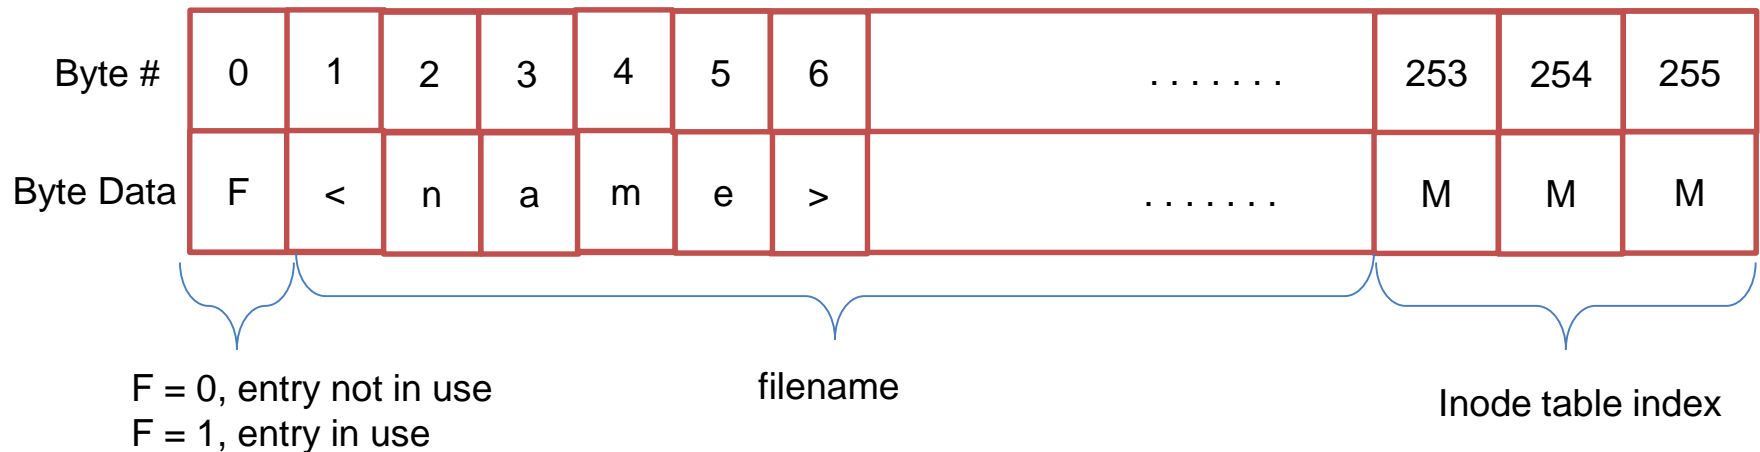 Byte # 0 1 2 3 4 5 6 . . . . . . . 253 254 255
Byte Data F < n a m e > . . . . . . . M M M
F = 0, entry not in use
F = 1, entry in use
filename
Inode table index